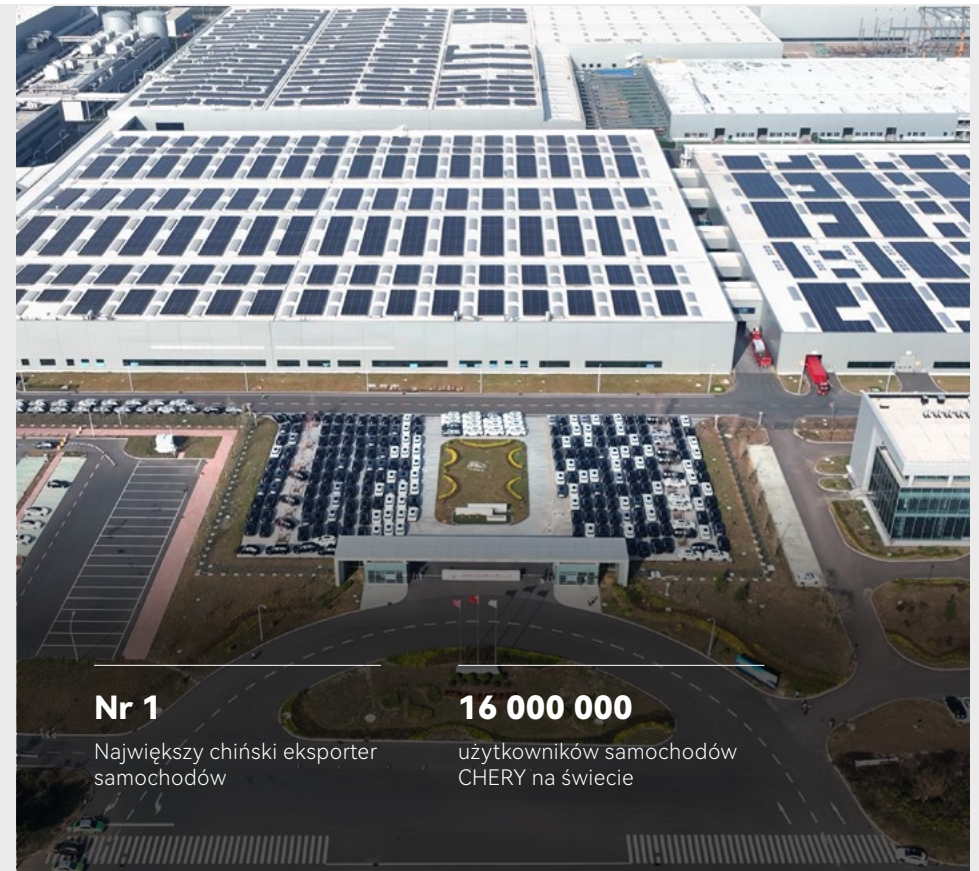 Nr 1
Największy chiński eksporter
samochodów
16 000 000
użytkowników samochodów
CHERY na świecie